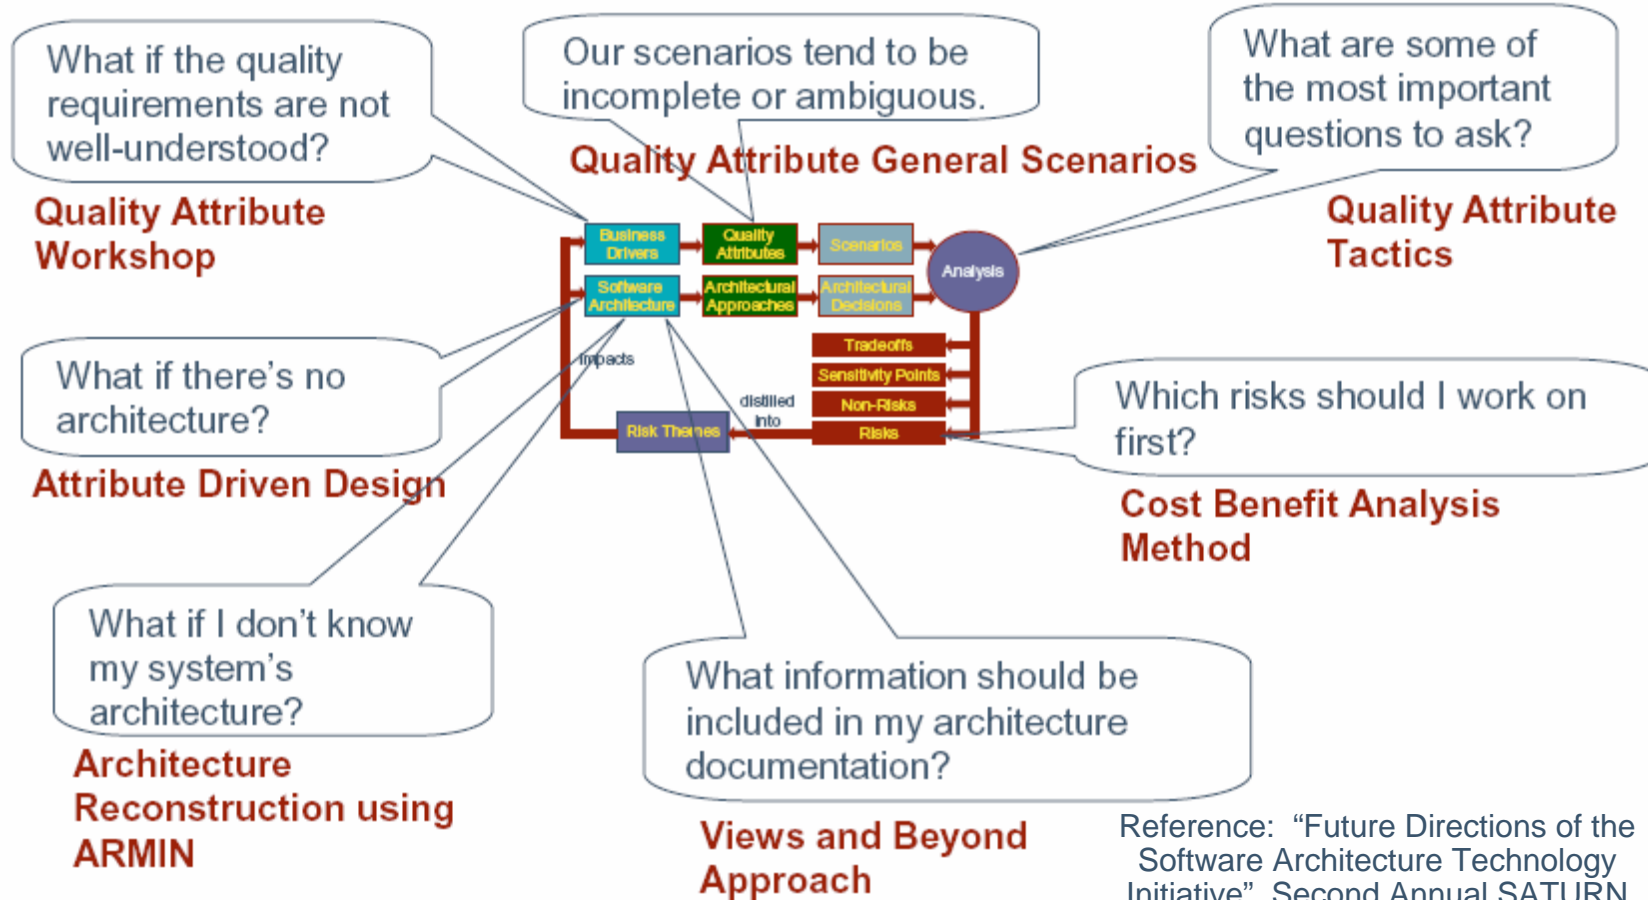 What if the quality
requirements are not
well-understood?
Our scenarios tend to be
incomplete or ambiguous.
What are some of
the most important
questions to ask?
Quality Attribute General Scenarios
Quality Attribute
Workshop
Quality Attribute
Tactics
Business
Drivers
Quality
Attributes
Scenarios
Analysis
Software
Architecture
Architectural
Approaches
Architectural
Decisions
Tradeoffs
Sensitivity Points
Non-Risks
Risks
distilled
into
Risk Themes
impacts
What if there's no
architecture?
Attribute Driven Design
Which risks should I work on
first?
Cost Benefit Analysis
Method
What if I don't know
my system's
architecture?
Architecture
Reconstruction using
ARMIN
What information should be
included in my architecture
documentation?
Views and Beyond
Approach
Reference: “Future Directions of the
Software Architecture Technology
Initiative” Second Annual SATURN